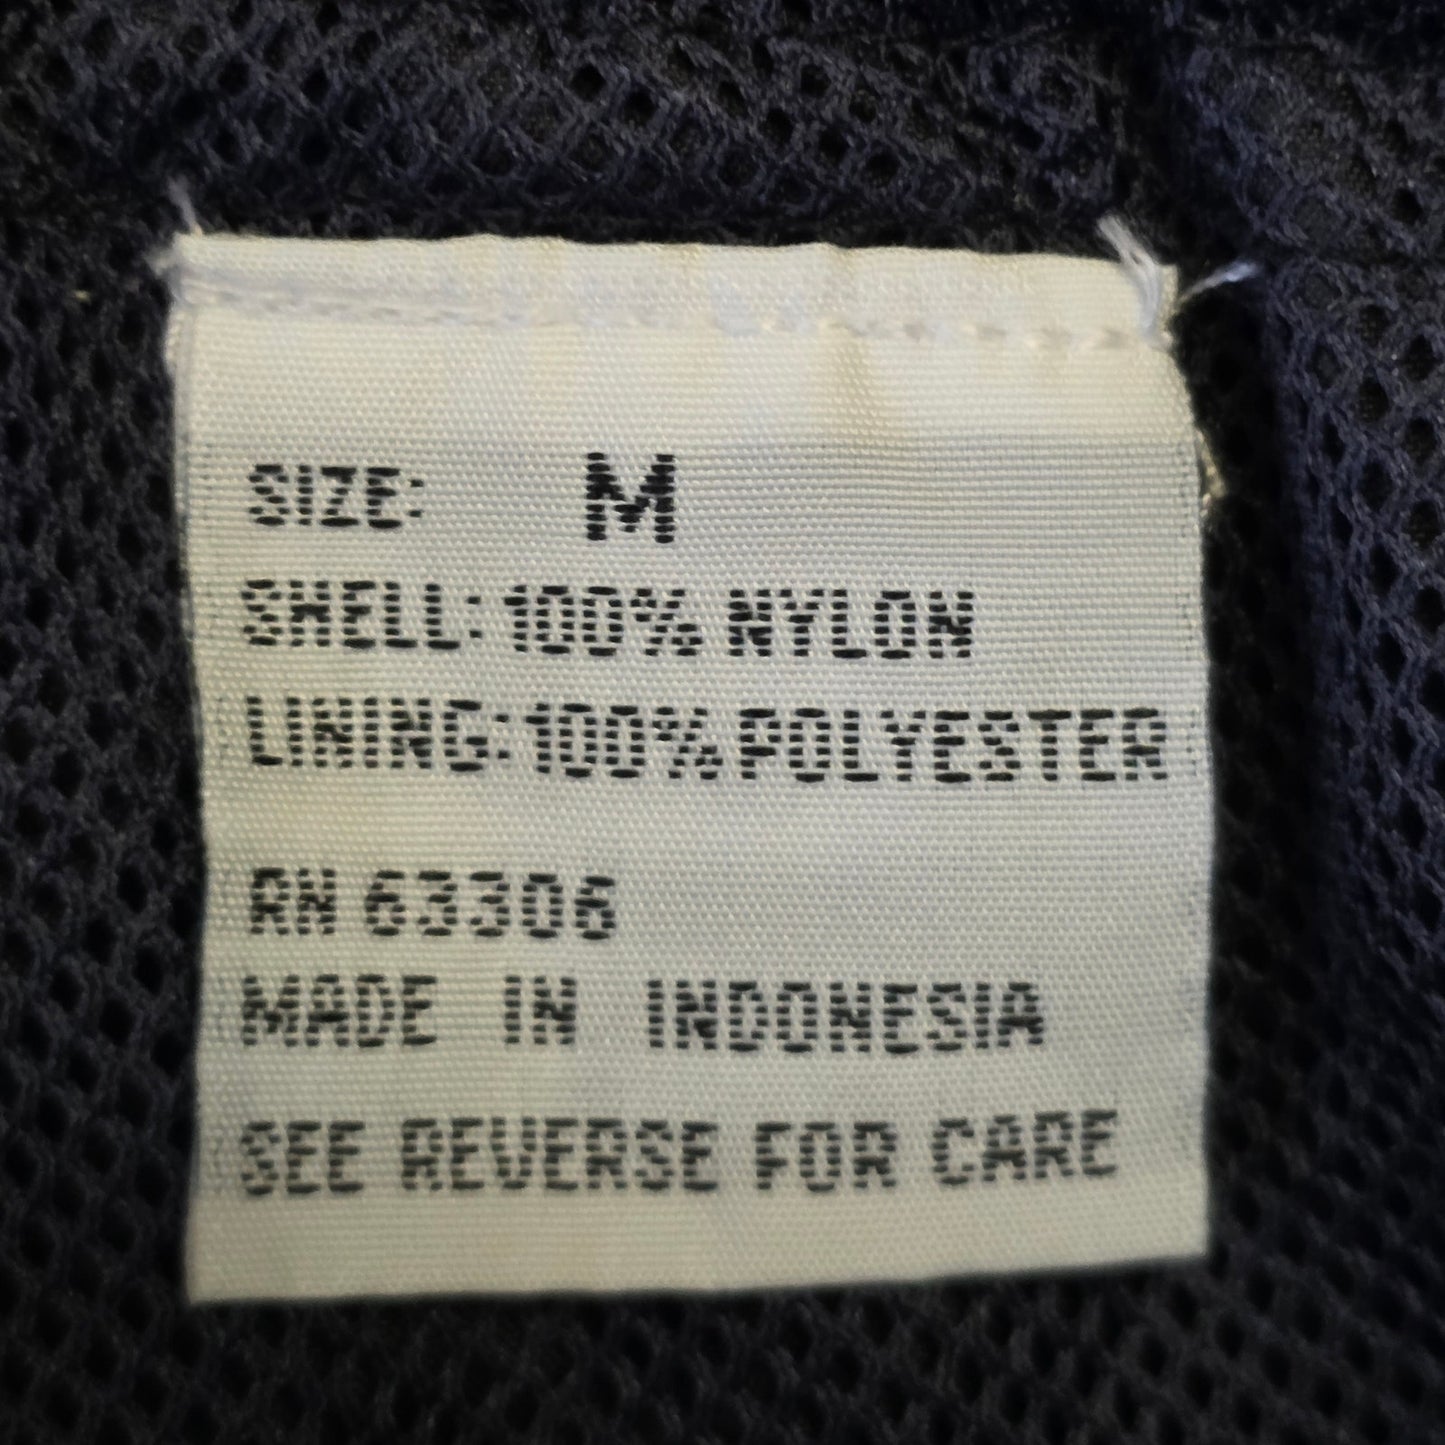 SIZE: M
SHELL: 100% NYLON
LINING: 100% POLYESTER
RN 63306
MADE IN INDONESIA
SEE REVERSE FOR CARE